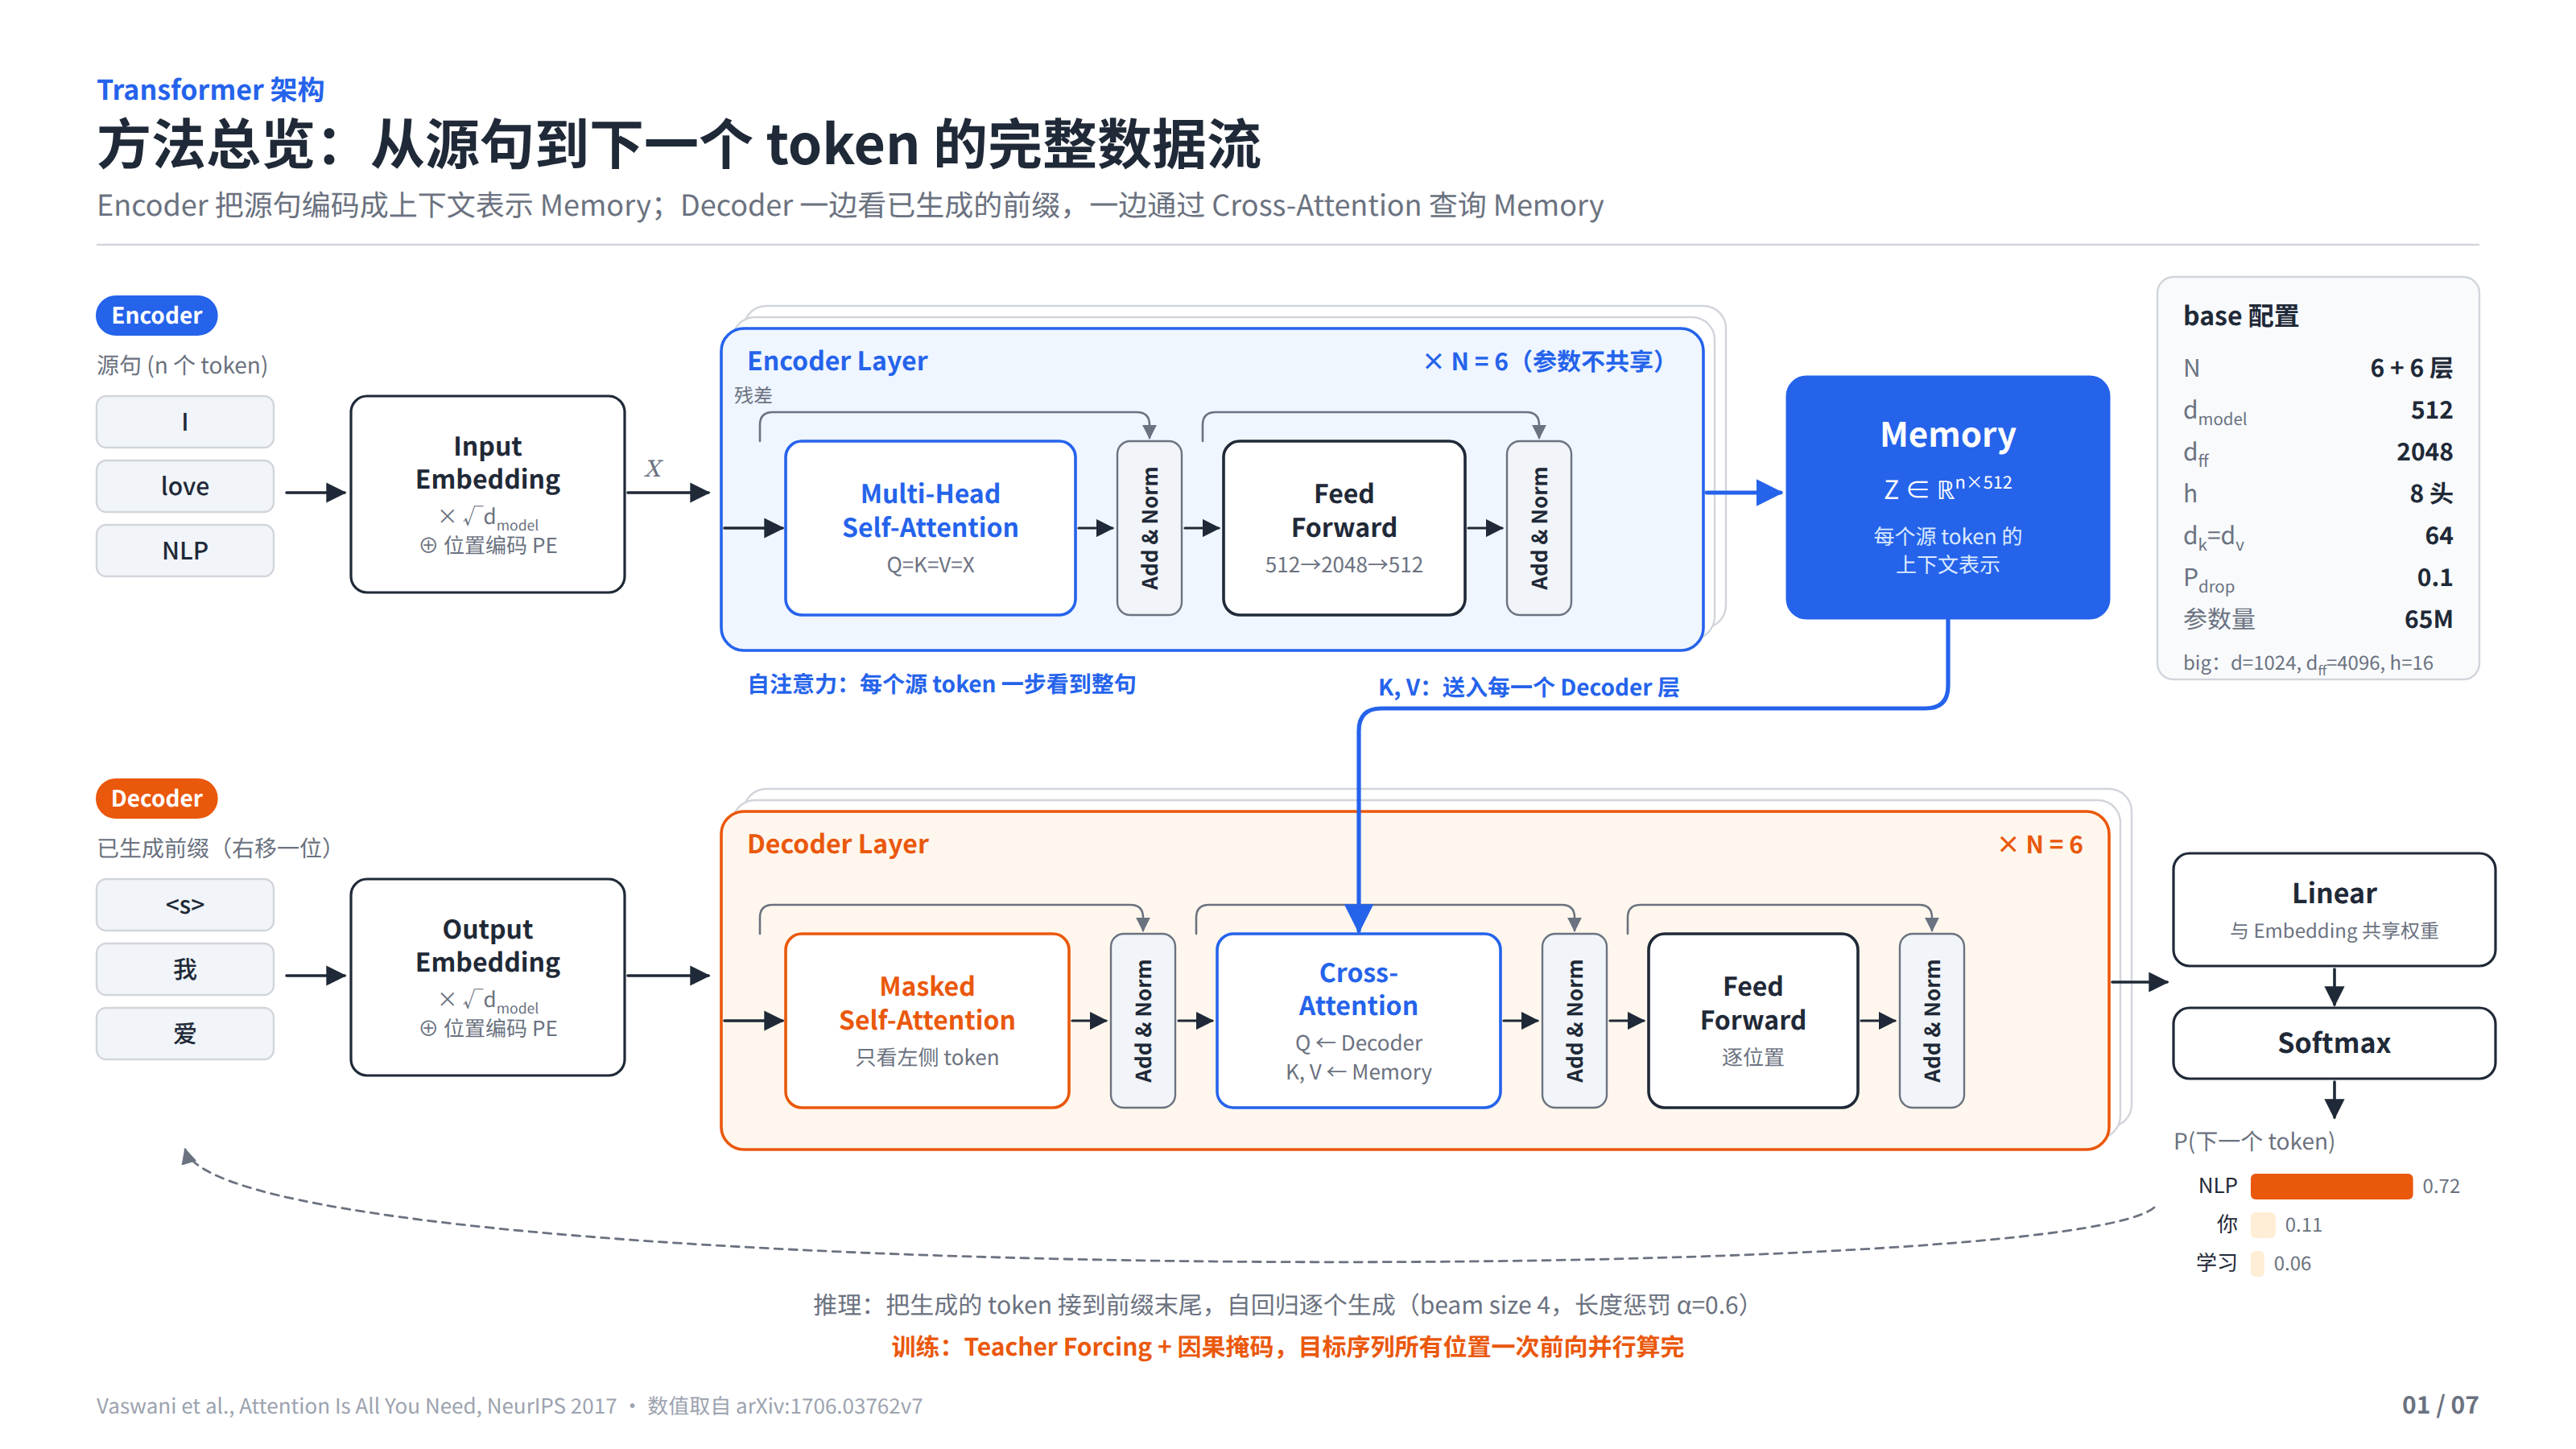 Transformer 架构
方法总览：从源句到下一个 token 的完整数据流
Encoder 把源句编码成上下文表示 Memory；Decoder 一边看已生成的前缀，一边通过 Cross-Attention 查询 Memory
Encoder
源句 (n 个 token)
I
love
NLP
Input
Embedding
× √d_model
⊕ 位置编码 PE
X
Encoder Layer
× N = 6（参数不共享）
残差
Multi-Head
Self-Attention
Q=K=V=X
Add & Norm
Feed
Forward
512→2048→512
Add & Norm
自注意力：每个源 token 一步看到整句
Memory
Z ∈ ℝ^n×512
每个源 token 的
上下文表示
K, V：送入每一个 Decoder 层
base 配置
N 6 + 6 层
d_model 512
d_ff 2048
h 8 头
d_k=d_v 64
P_drop 0.1
参数量 65M
big：d=1024, d_ff=4096, h=16
Decoder
已生成前缀（右移一位）
<s>
我
爱
Output
Embedding
× √d_model
⊕ 位置编码 PE
Decoder Layer
× N = 6
Masked
Self-Attention
只看左侧 token
Add & Norm
Cross-
Attention
Q ← Decoder
K, V ← Memory
Add & Norm
Feed
Forward
逐位置
Add & Norm
Linear
与 Embedding 共享权重
Softmax
P(下一个 token)
NLP 0.72
你 0.11
学习 0.06
推理：把生成的 token 接到前缀末尾，自回归逐个生成（beam size 4，长度惩罚 α=0.6）
训练：Teacher Forcing + 因果掩码，目标序列所有位置一次前向并行算完
Vaswani et al., Attention Is All You Need, NeurIPS 2017 · 数值取自 arXiv:1706.03762v7
01 / 07